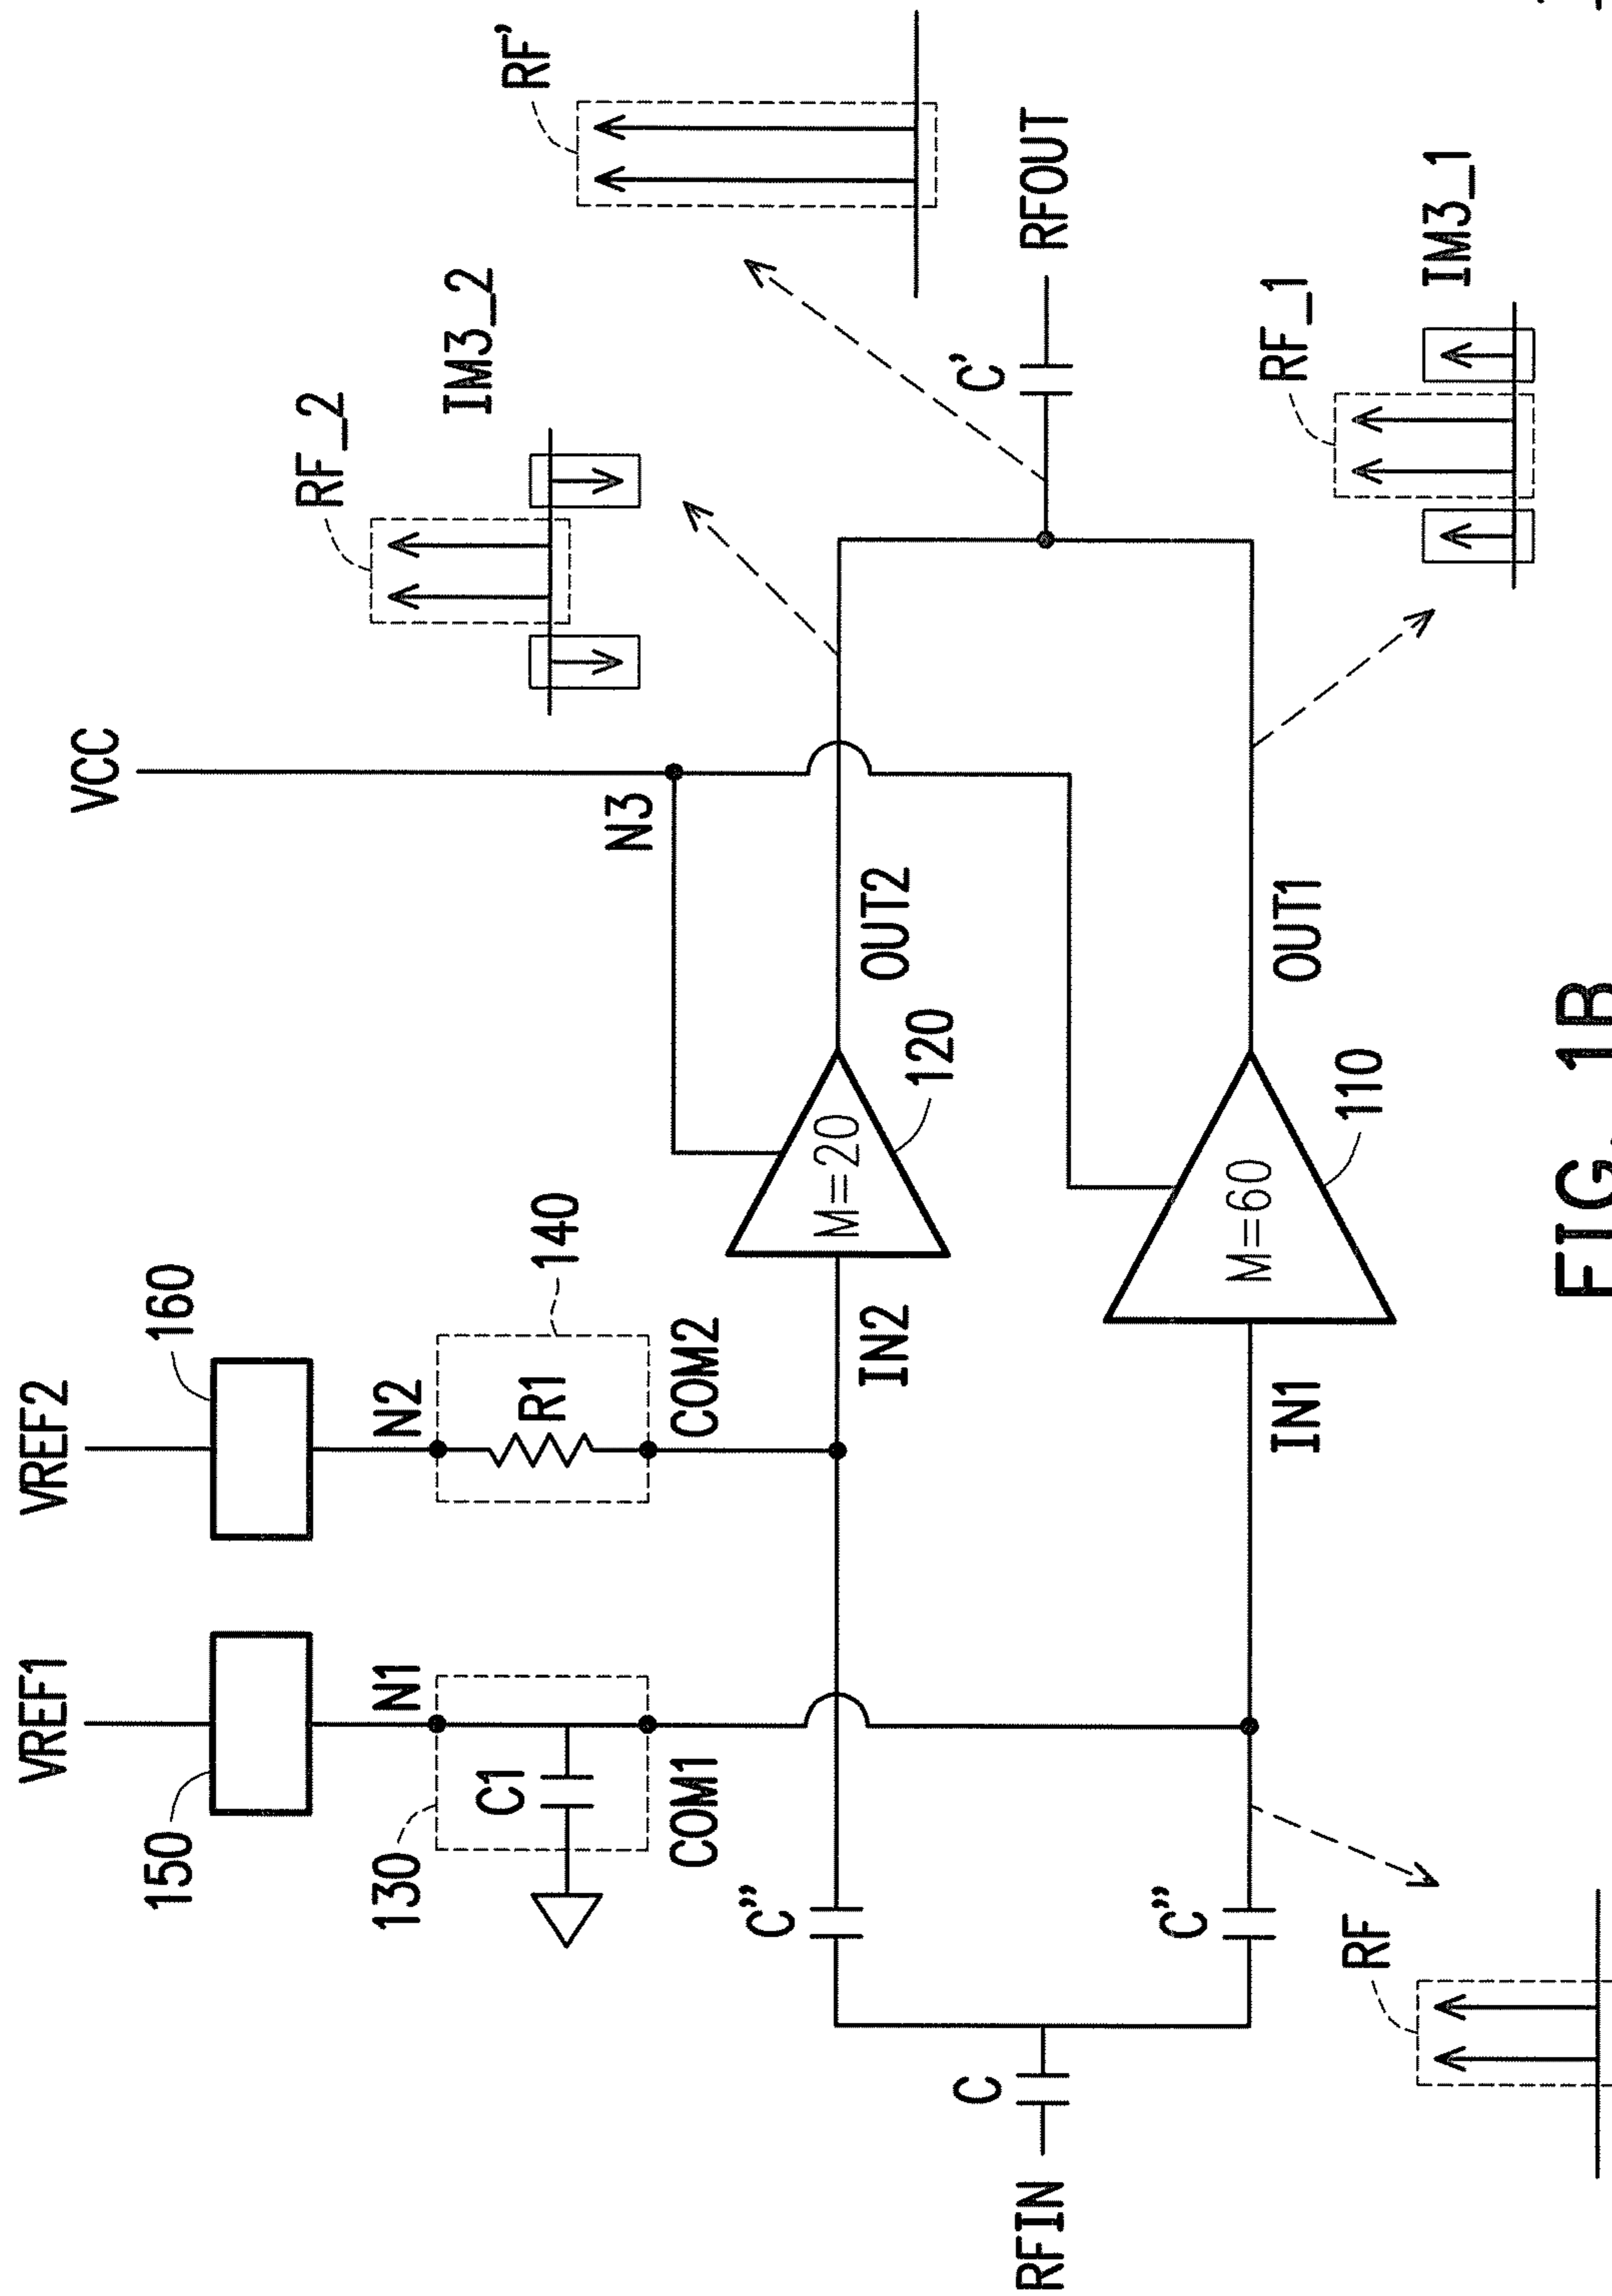 VREF1
VREF2
VCC
150
160
N1
N2
130
C1
COM1
R1
140
COM2
N3
RF_2
IM3_2
RF'
C"
IN2
M=20
120
OUT2
RFIN
C
C'
RFOUT
C"
IN1
M=60
110
OUT1
RF
RF_1
IM3_1
FIG. 1B